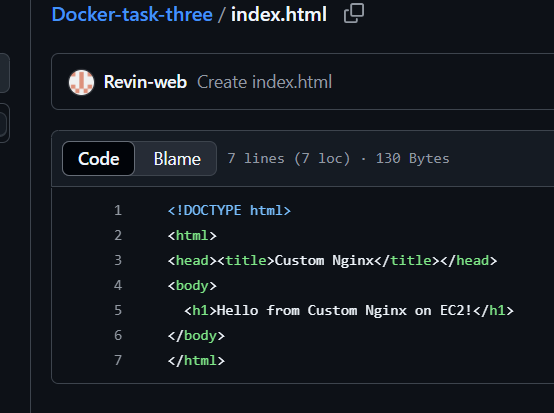 Docker-task-three / index.html
Revin-web Create index.html
Code Blame 7 lines (7 loc) · 130 Bytes
1 <!DOCTYPE html>
2 <html>
3 <head><title>Custom Nginx</title></head>
4 <body>
5   <h1>Hello from Custom Nginx on EC2!</h1>
6 </body>
7 </html>